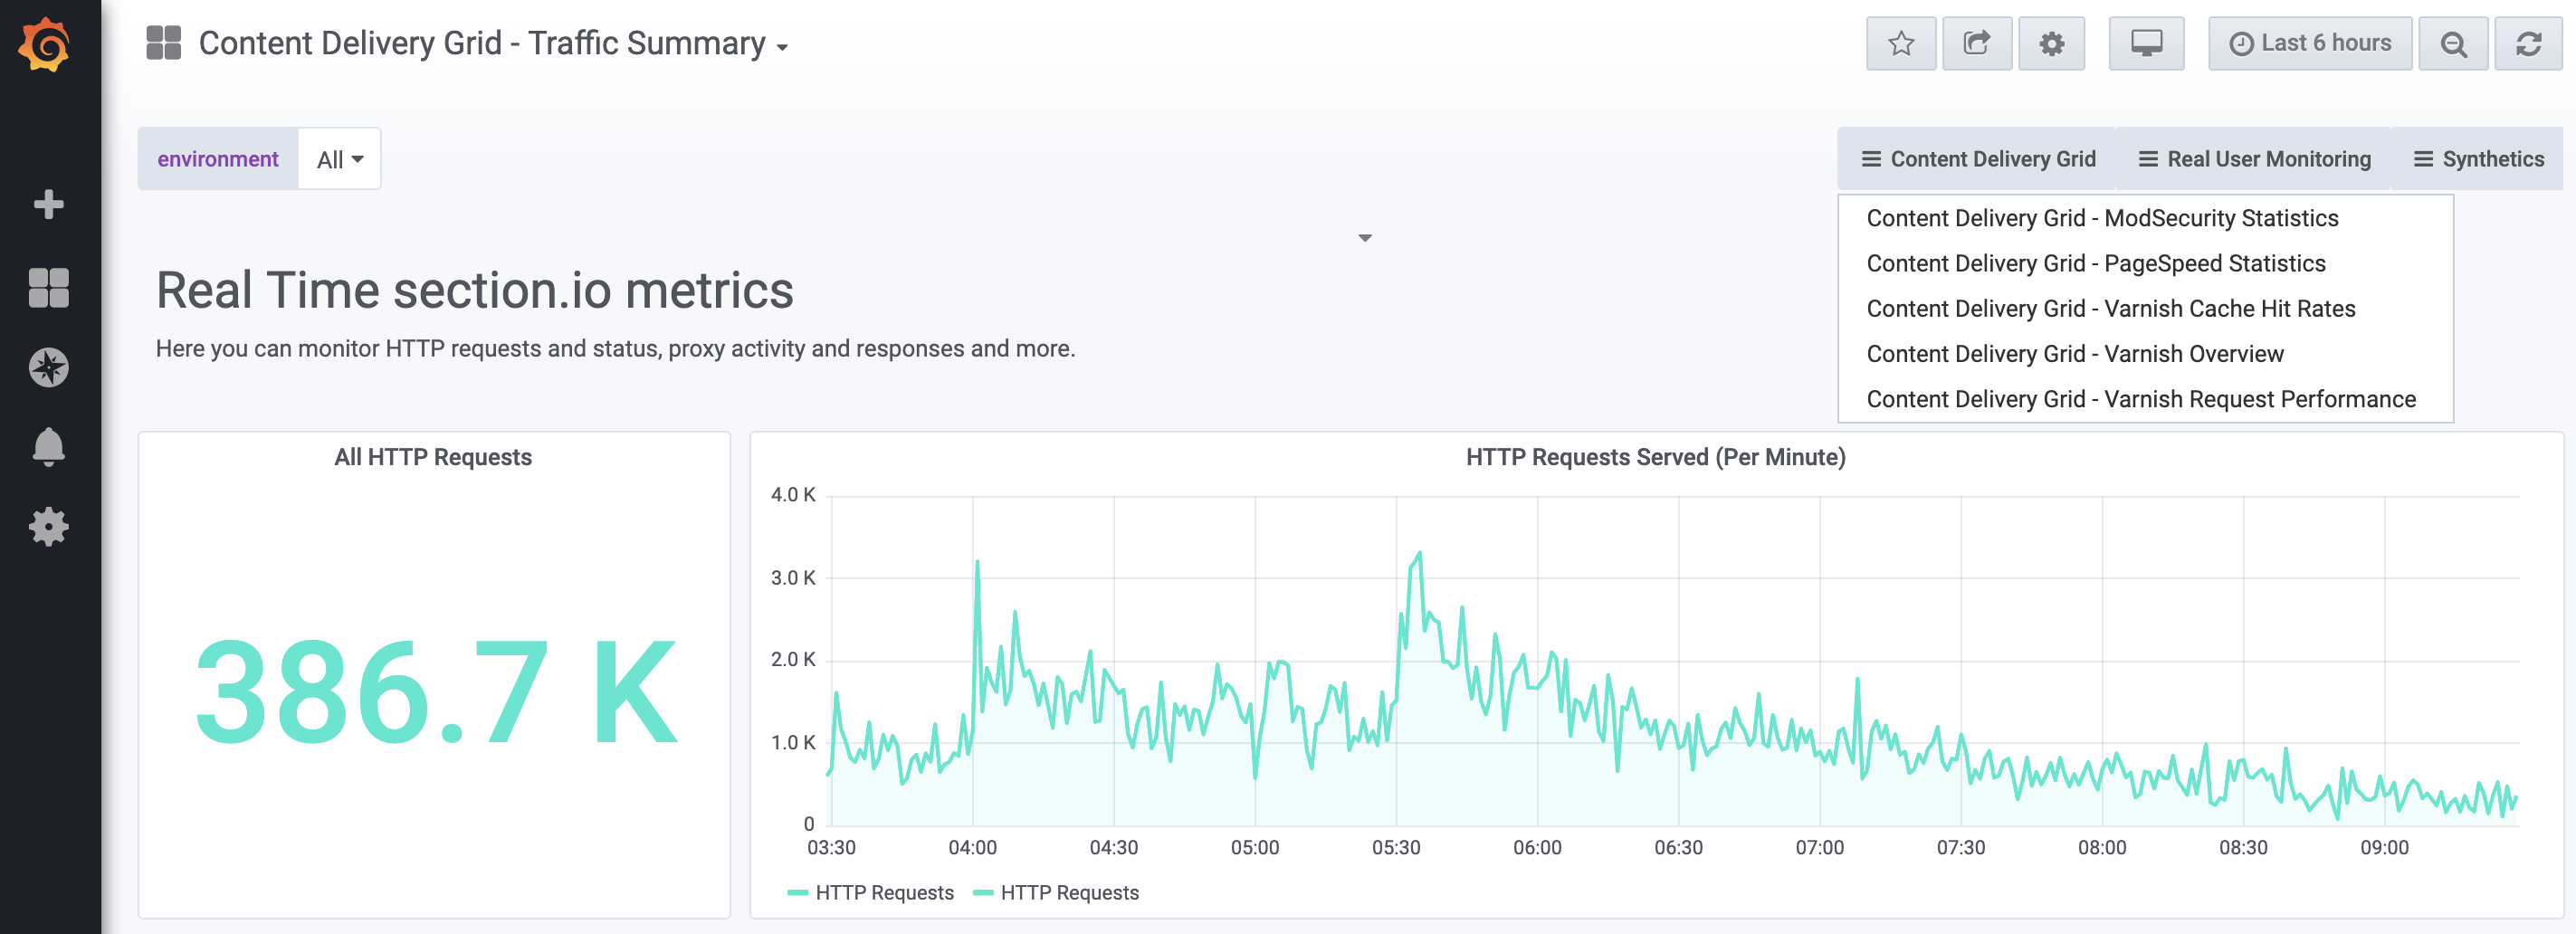 Content Delivery Grid - Traffic Summary
Last 6 hours
environment All
Content Delivery Grid Real User Monitoring Synthetics
Content Delivery Grid - ModSecurity Statistics
Content Delivery Grid - PageSpeed Statistics
Content Delivery Grid - Varnish Cache Hit Rates
Content Delivery Grid - Varnish Overview
Content Delivery Grid - Varnish Request Performance
Real Time section.io metrics
Here you can monitor HTTP requests and status, proxy activity and responses and more.
All HTTP Requests
386.7 K
HTTP Requests Served (Per Minute)
4.0 K
3.0 K
2.0 K
1.0 K
0
03:30 04:00 04:30 05:00 05:30 06:00 06:30 07:00 07:30 08:00 08:30 09:00
HTTP Requests HTTP Requests